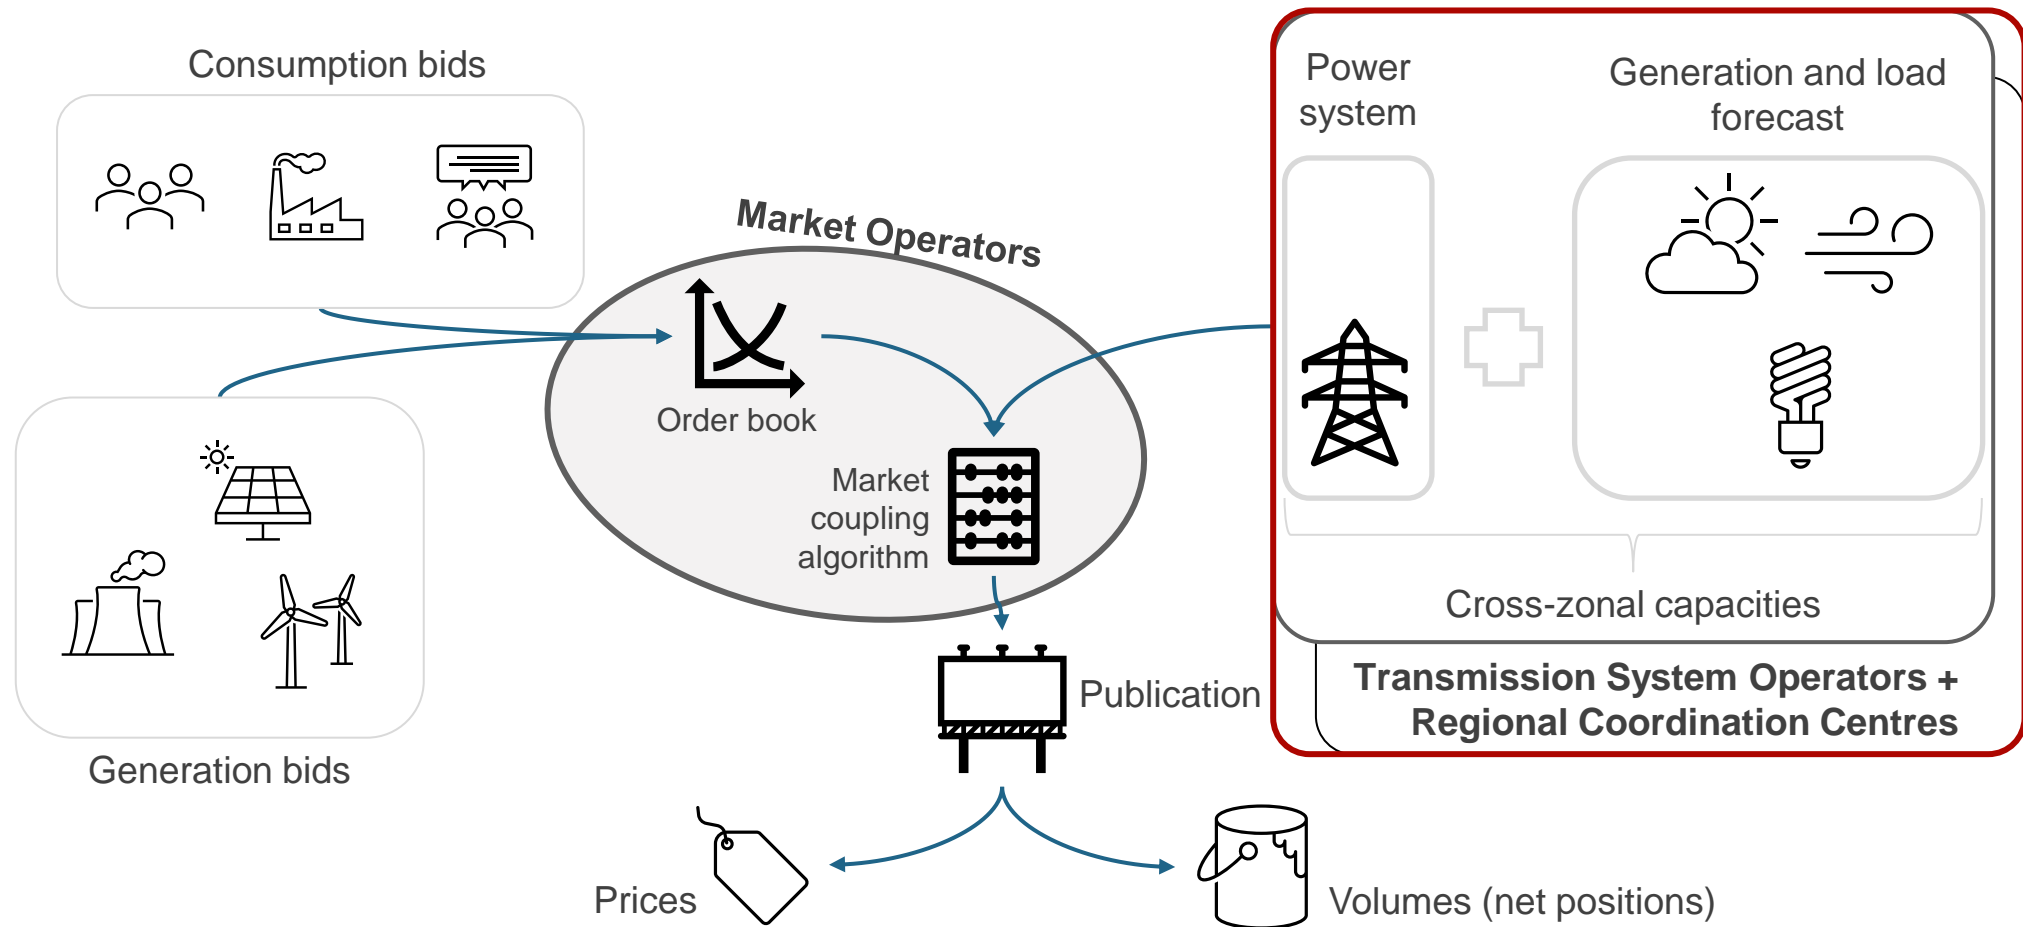 Consumption bids
Generation bids
Market Operators
Order book
Market
coupling
algorithm
Publication
Prices
Volumes (net positions)
Power
system
Generation and load
forecast
Cross-zonal capacities
Transmission System Operators +
Regional Coordination Centres